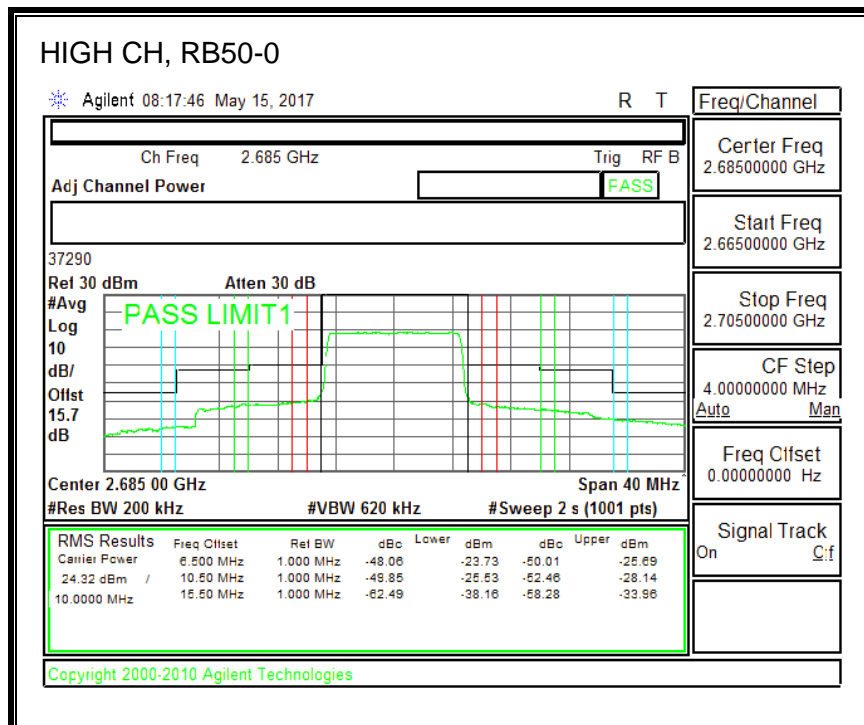 HIGH CH, RB50-0
Agilent 08:17:46 May 15, 2017 R T
Freq/Channel
Ch Freq 2.685 GHz Trig RF B
Adj Channel Power PASS
Center Freq
2.68500000 GHz
Start Freq
2.66500000 GHz
Stop Freq
2.70500000 GHz
CF Step
4.00000000 MHz
Auto Man
Freq Offset
0.00000000 Hz
Signal Track
On Off
37290
Ref 30 dBm Atten 30 dB
#Avg
Log
10
dB/
Offst
15.7
dB
PASS LIMIT1
Center 2.685 00 GHz Span 40 MHz
#Res BW 200 kHz #VBW 620 kHz #Sweep 2 s (1001 pts)
RMS Results Freq Offset Ref BW dBc Lower dBm dBc Upper dBm
Carrier Power 6.500 MHz 1.000 MHz -48.06 -23.73 -50.01 -25.69
24.32 dBm / 10.50 MHz 1.000 MHz -49.85 -25.53 -52.46 -28.14
10.0000 MHz 15.50 MHz 1.000 MHz -62.49 -38.16 -58.28 -33.96
Copyright 2000-2010 Agilent Technologies